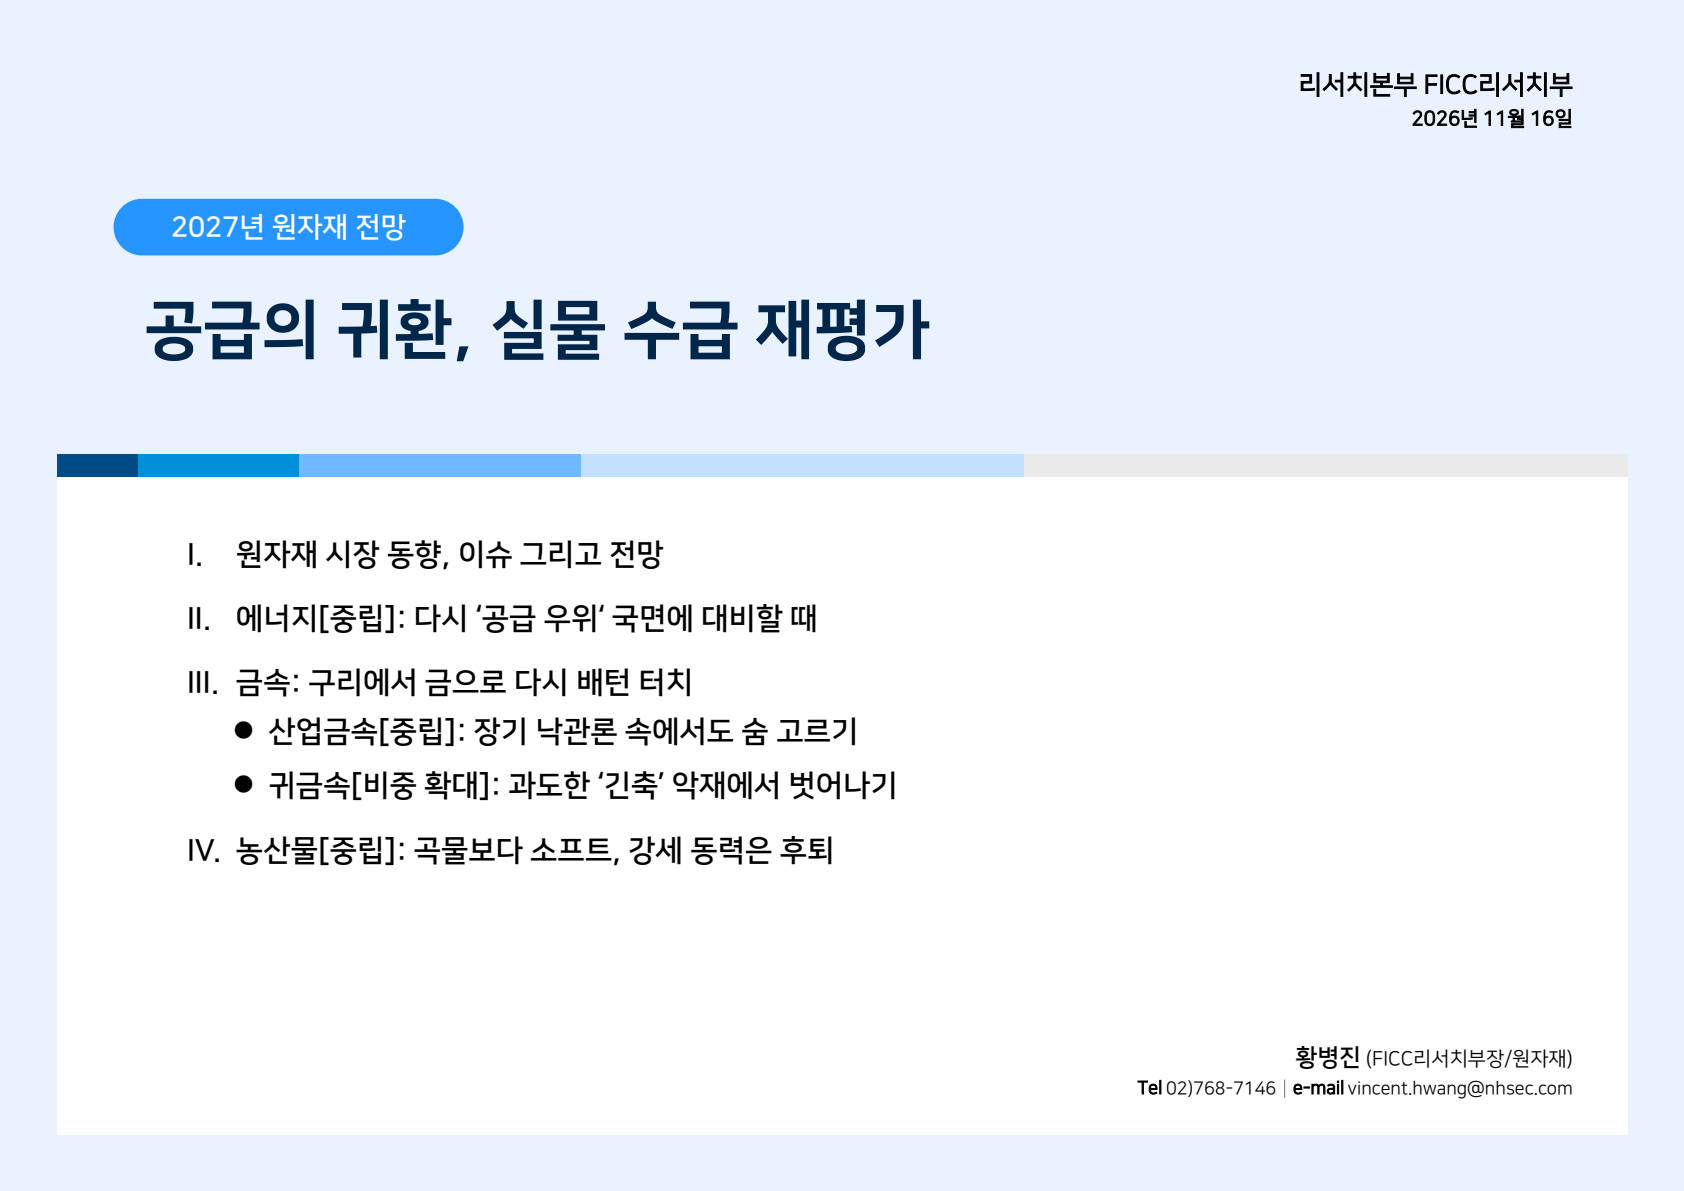 리서치본부 FICC리서치부
2026년 11월 16일
2027년 원자재 전망
공급의 귀환, 실물 수급 재평가
I. 원자재 시장 동향, 이슈 그리고 전망
II. 에너지[중립]: 다시 ‘공급 우위‘ 국면에 대비할 때
III. 금속: 구리에서 금으로 다시 배턴 터치
● 산업금속[중립]: 장기 낙관론 속에서도 숨 고르기
● 귀금속[비중 확대]: 과도한 ‘긴축’ 악재에서 벗어나기
IV. 농산물[중립]: 곡물보다 소프트, 강세 동력은 후퇴
황병진 (FICC리서치부장/원자재)
Tel 02)768-7146 | e-mail vincent.hwang@nhsec.com